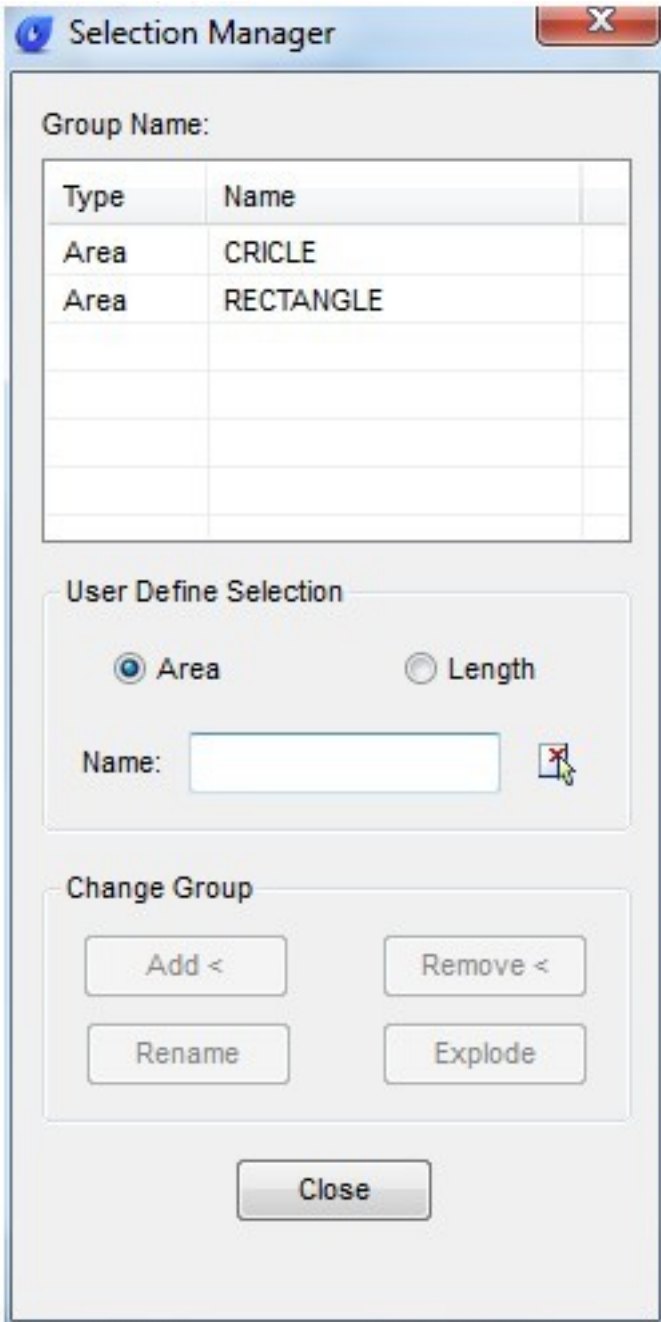 Selection Manager
Group Name:
Type Name
Area CRICLE
Area RECTANGLE
User Define Selection
Area Length
Name:
Change Group
Add < Remove <
Rename Explode
Close